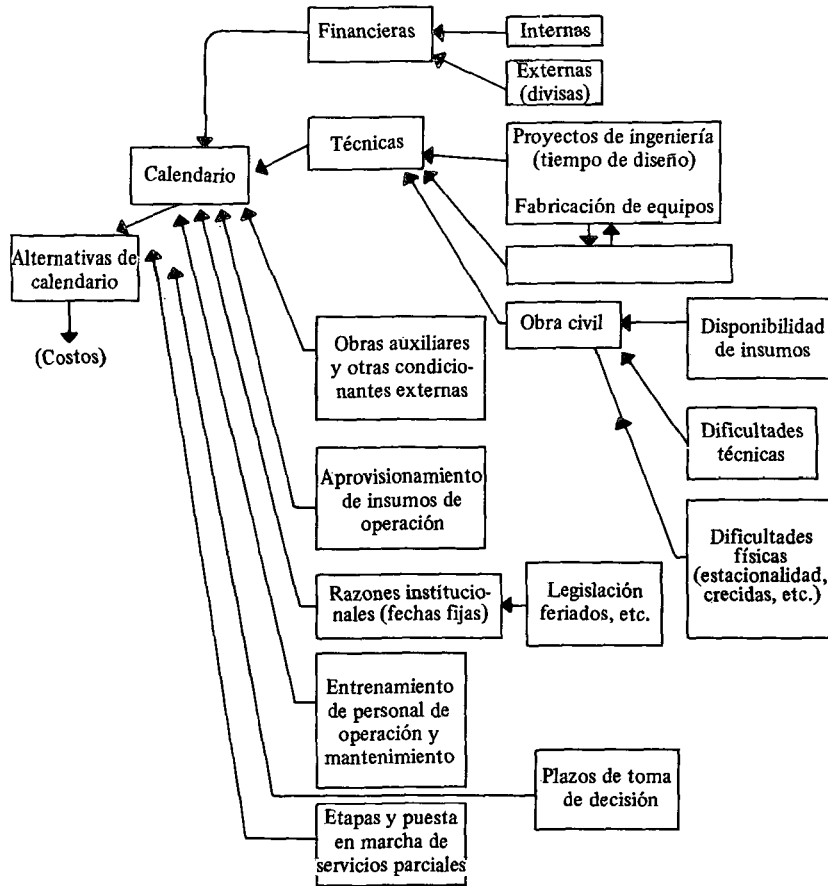 Financieras
Internas
Externas
(divisas)
Técnicas
Proyectos de ingeniería
(tiempo de diseño)
Fabricación de equipos
Calendario
Alternativas de
calendario
(Costos)
Obra civil
Disponibilidad
de insumos
Obras auxiliares
y otras condicio-
nantes externas
Dificultades
técnicas
Aprovisionamiento
de insumos de
operación
Dificultades
físicas
(estacionalidad,
crecidas, etc.)
Razones institucio-
nales (fechas fijas)
Legislación
feriados, etc.
Entrenamiento
de personal de
operación y
mantenimiento
Plazos de toma
de decisión
Etapas y puesta
en marcha de
servicios parciales